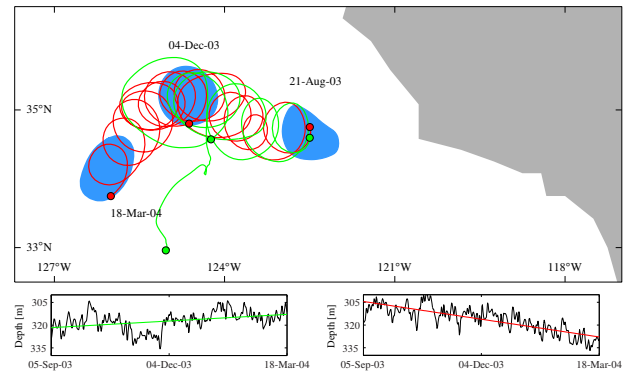 04-Dec-03
21-Aug-03
35°N
18-Mar-04
33°N
127°W 124°W 121°W 118°W
305 305
320 320
335 335
Depth [m] Depth [m]
05-Sep-03 04-Dec-03 18-Mar-04 05-Sep-03 04-Dec-03 18-Mar-04